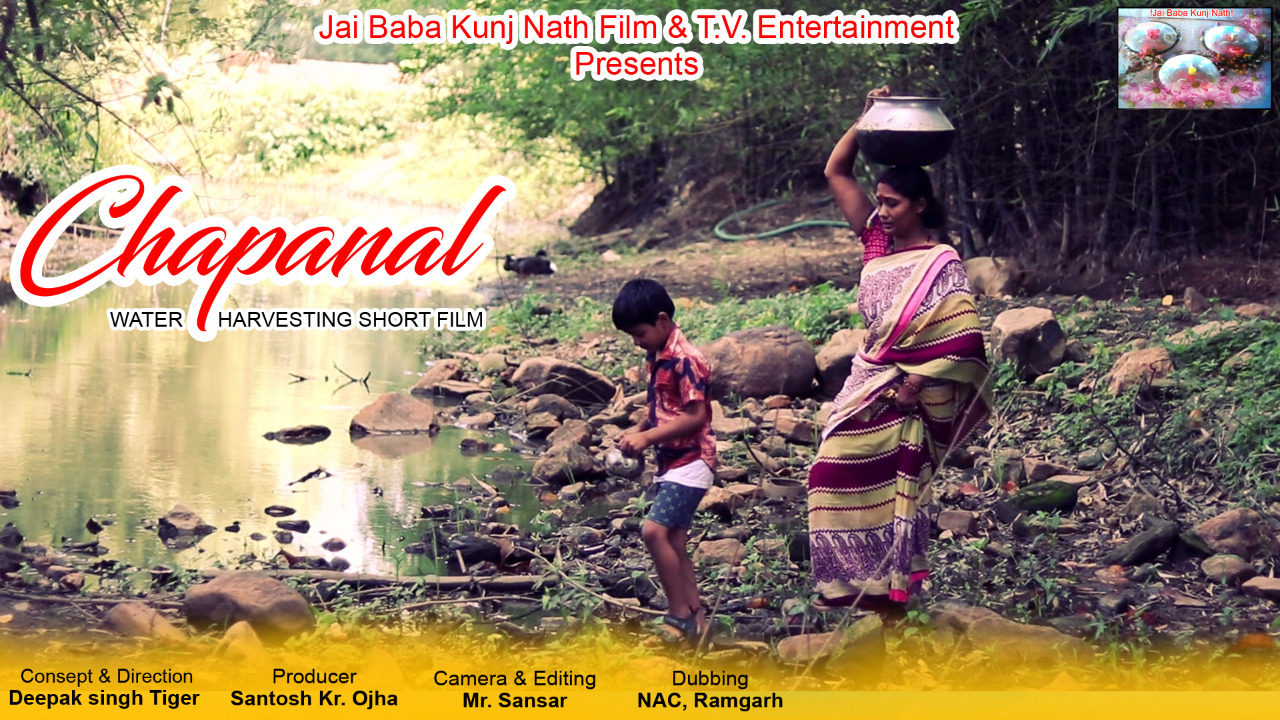 Jai Baba Kunj Nath Film & T.V. Entertainment
Presents
!Jai Baba Kunj Nath!
Chapanal
WATER HARVESTING SHORT FILM
Consept & Direction
Deepak singh Tiger
Producer
Santosh Kr. Ojha
Camera & Editing
Mr. Sansar
Dubbing
NAC, Ramgarh